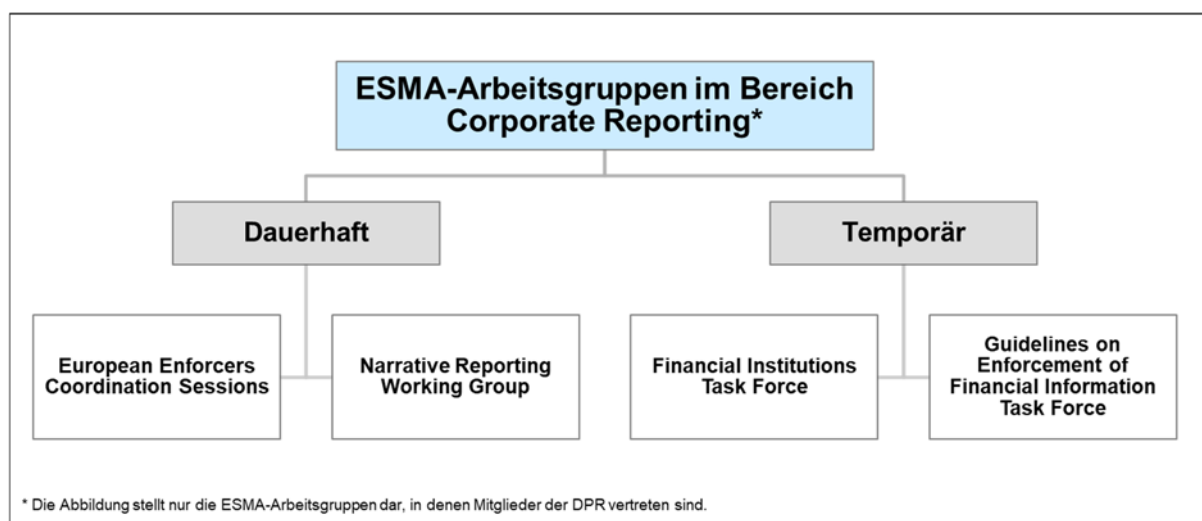 ESMA-Arbeitsgruppen im Bereich
Corporate Reporting*
Dauerhaft
Temporär
European Enforcers
Coordination Sessions
Narrative Reporting
Working Group
Financial Institutions
Task Force
Guidelines on
Enforcement of
Financial Information
Task Force
* Die Abbildung stellt nur die ESMA-Arbeitsgruppen dar, in denen Mitglieder der DPR vertreten sind.